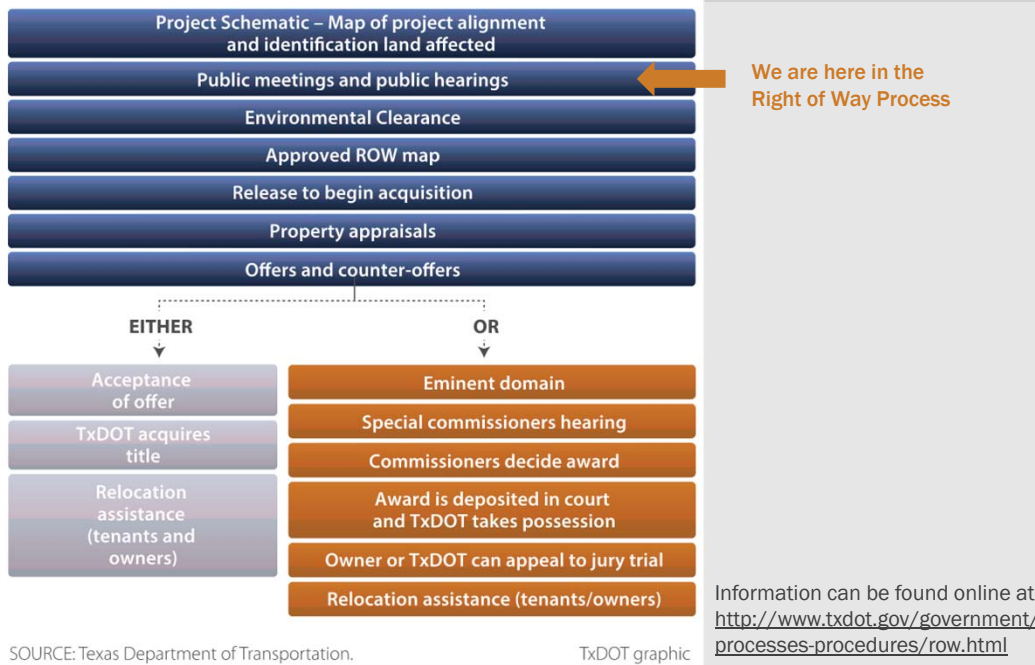 Project Schematic – Map of project alignment
and identification land affected
Public meetings and public hearings
We are here in the
Right of Way Process
Environmental Clearance
Approved ROW map
Release to begin acquisition
Property appraisals
Offers and counter-offers
EITHER
Acceptance
of offer
TxDOT acquires
title
Relocation
assistance
(tenants and
owners)
OR
Eminent domain
Special commissioners hearing
Commissioners decide award
Award is deposited in court
and TxDOT takes possession
Owner or TxDOT can appeal to jury trial
Relocation assistance (tenants/owners)
Information can be found online at
http://www.txdot.gov/government/
processes-procedures/row.html
SOURCE: Texas Department of Transportation.
TxDOT graphic